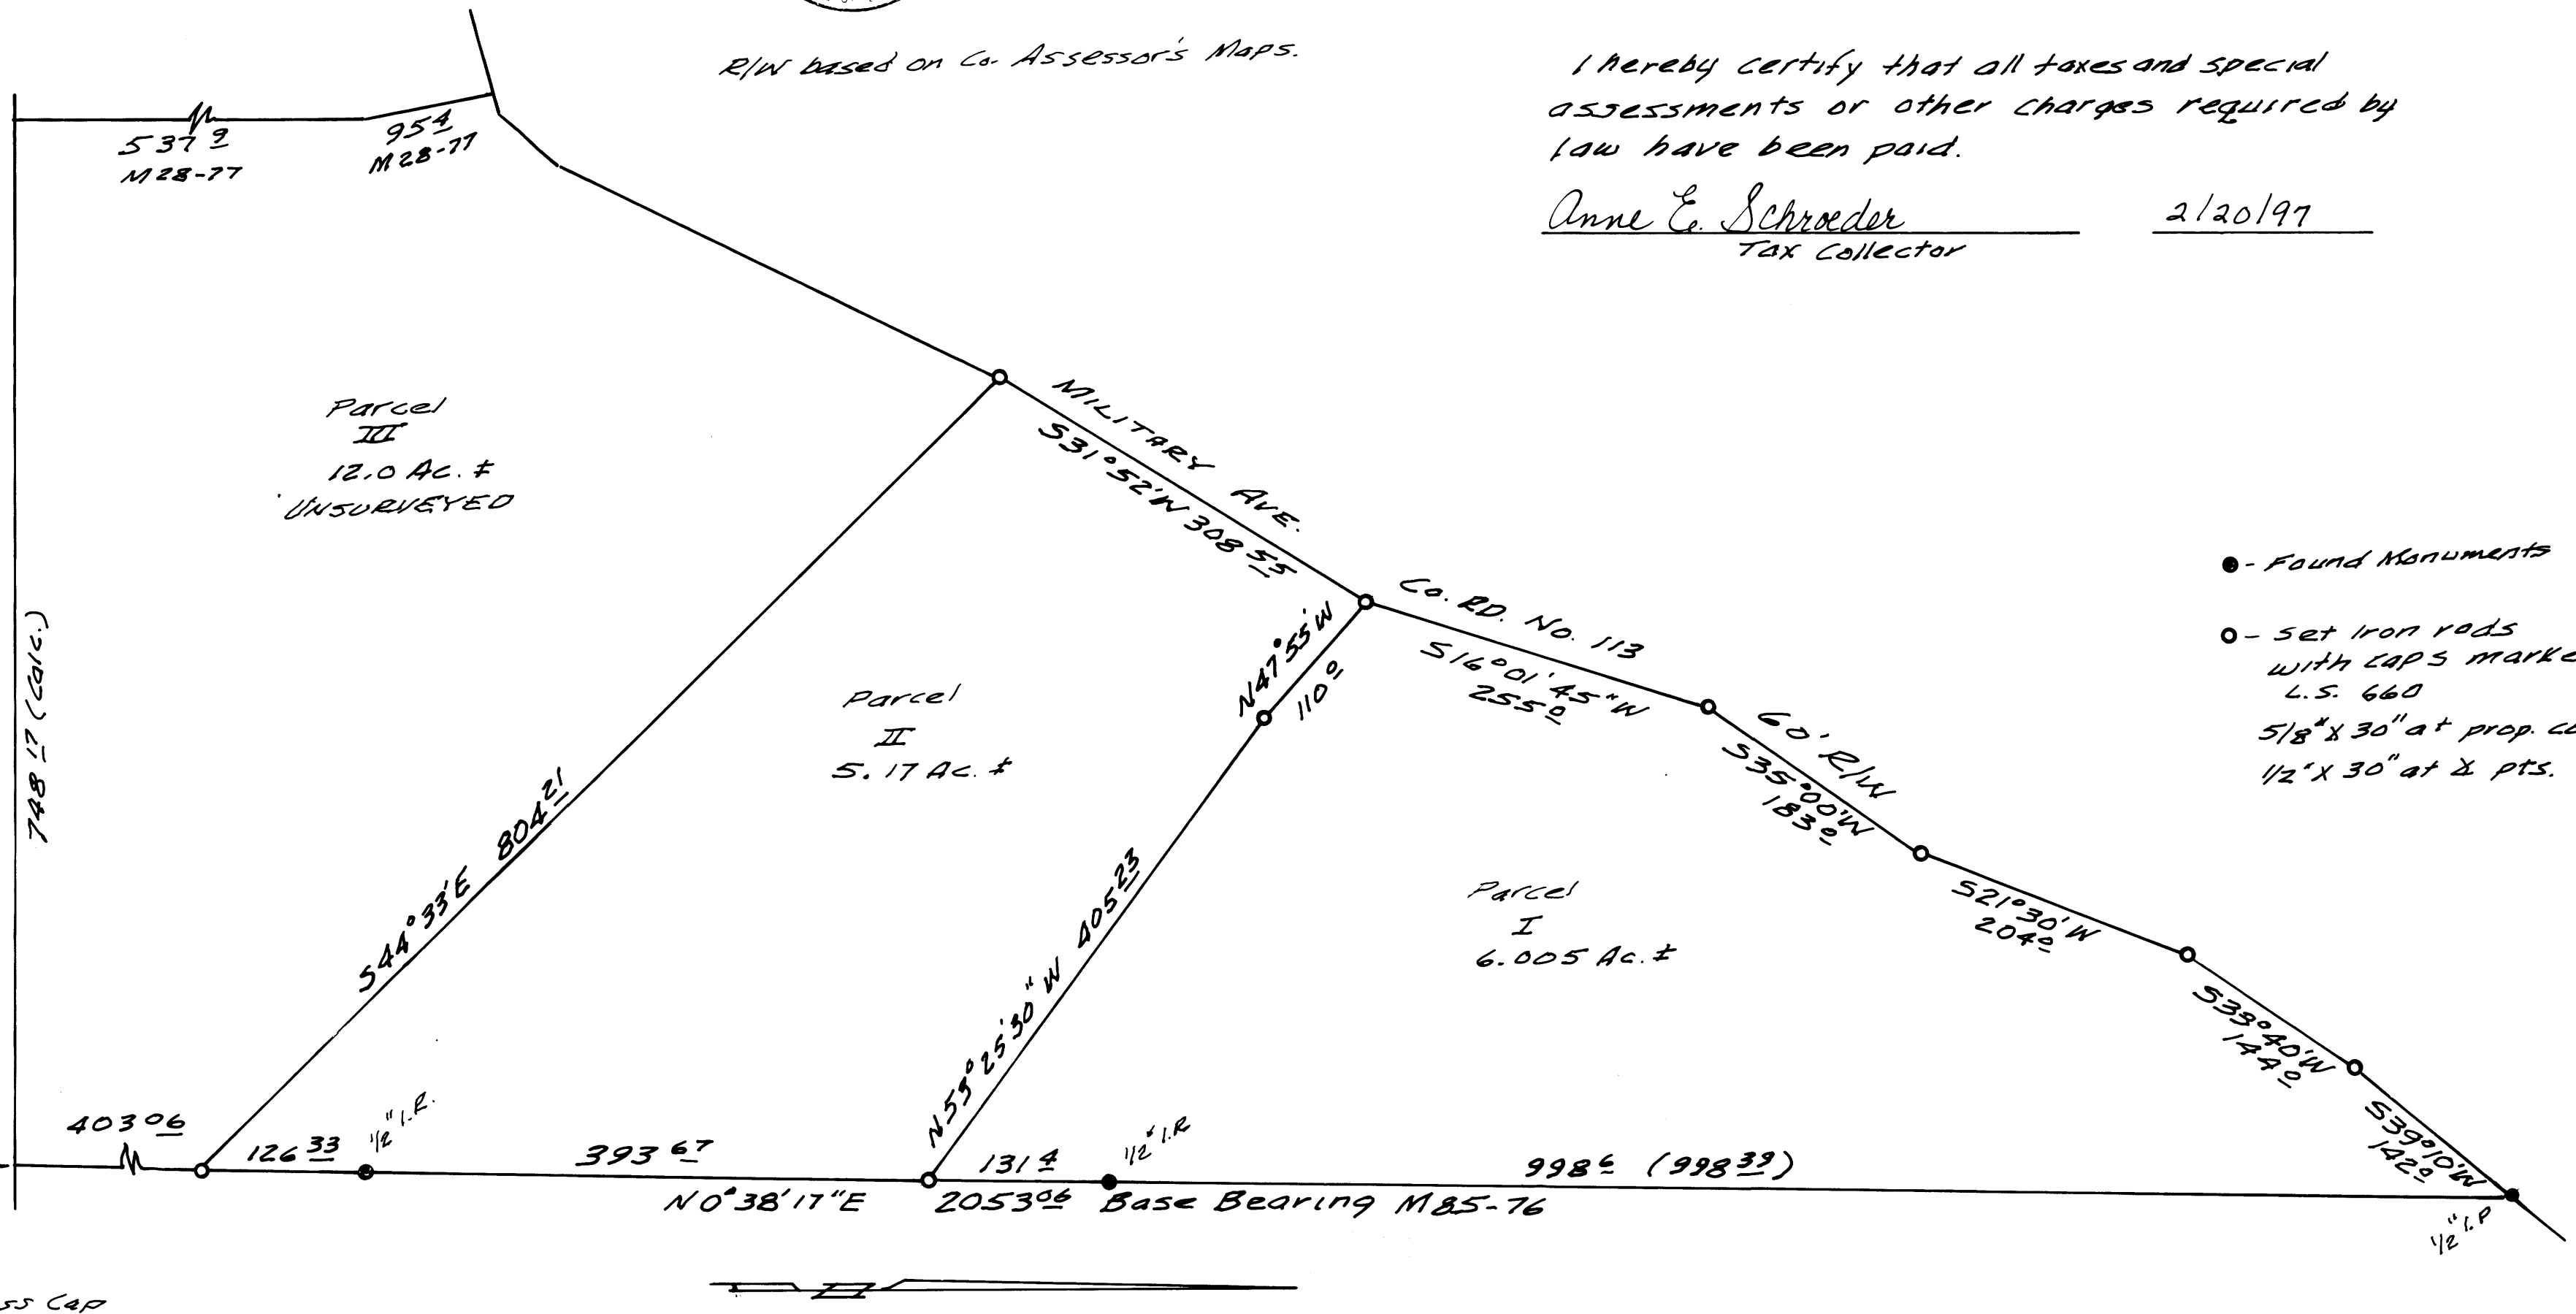 R/W based on Co. Assessor's Maps.
I hereby certify that all taxes and special
assessments or other charges required by
law have been paid.
Anne E. Schroeder
2/20/97
Tax Collector
537 9
M28-77
95 4
M28-77
Parcel
III
12.0 Ac. ±
UNSURVEYED
748 17 (Calc.)
MILITARY AVE.
S31°52'W 308 55
Co. RD. No. 113
S16°01'45"W
255 0
60' R/W
S35°00'W
183 0
S21°30'W
204 0
S33°40'W
144 0
S39°10'W
142 0
N47°55'W
110 0
Parcel
II
5.17 Ac. ±
S44°33'E 804 21
N55°25'30"W 405 23
Parcel
I
6.005 Ac. ±
- Found Monuments
- Set Iron rods
with caps marke
L.S. 660
5/8" x 30" at prop. co
1/2" x 30" at ∠ pts.
403 06
126 33
1/2" I.R.
393 67
131 4
1/2" I.R
998 6 (998 39)
N0°38'17"E 2053 06 Base Bearing M85-76
1/2" I.P
ss Cap